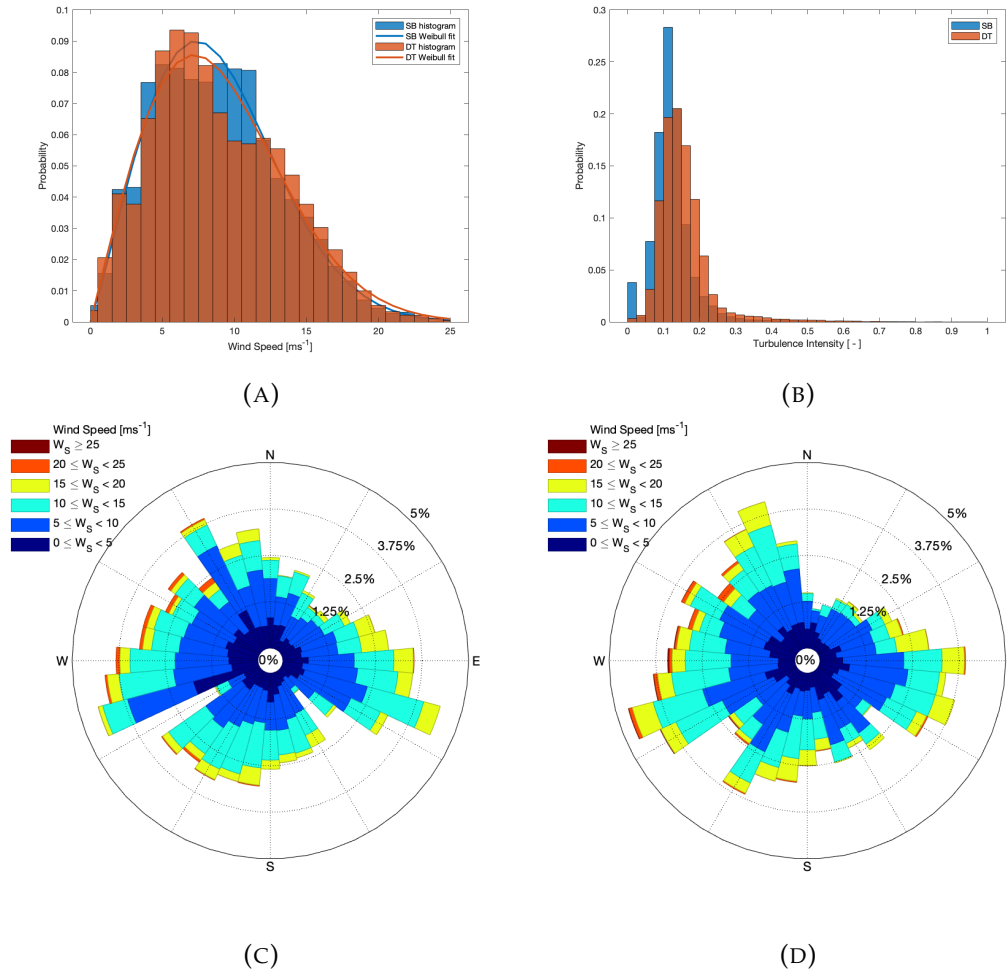 0.1
0.09
0.08
0.07
0.06
0.05
0.04
0.03
0.02
0.01
0
Probability
0 5 10 15 20 25
Wind Speed [ms⁻¹]
SB histogram
SB Weibull fit
DT histogram
DT Weibull fit
(A)
0.3
0.25
0.2
0.15
0.1
0.05
0
Probability
0 0.1 0.2 0.3 0.4 0.5 0.6 0.7 0.8 0.9 1
Turbulence Intensity [ - ]
SB
DT
(B)
Wind Speed [ms⁻¹]
W_S ≥ 25
20 ≤ W_S < 25
15 ≤ W_S < 20
10 ≤ W_S < 15
5 ≤ W_S < 10
0 ≤ W_S < 5
N
5%
3.75%
2.5%
1.25%
W
0%
E
S
(C)
Wind Speed [ms⁻¹]
W_S ≥ 25
20 ≤ W_S < 25
15 ≤ W_S < 20
10 ≤ W_S < 15
5 ≤ W_S < 10
0 ≤ W_S < 5
N
5%
3.75%
2.5%
1.25%
W
0%
E
S
(D)